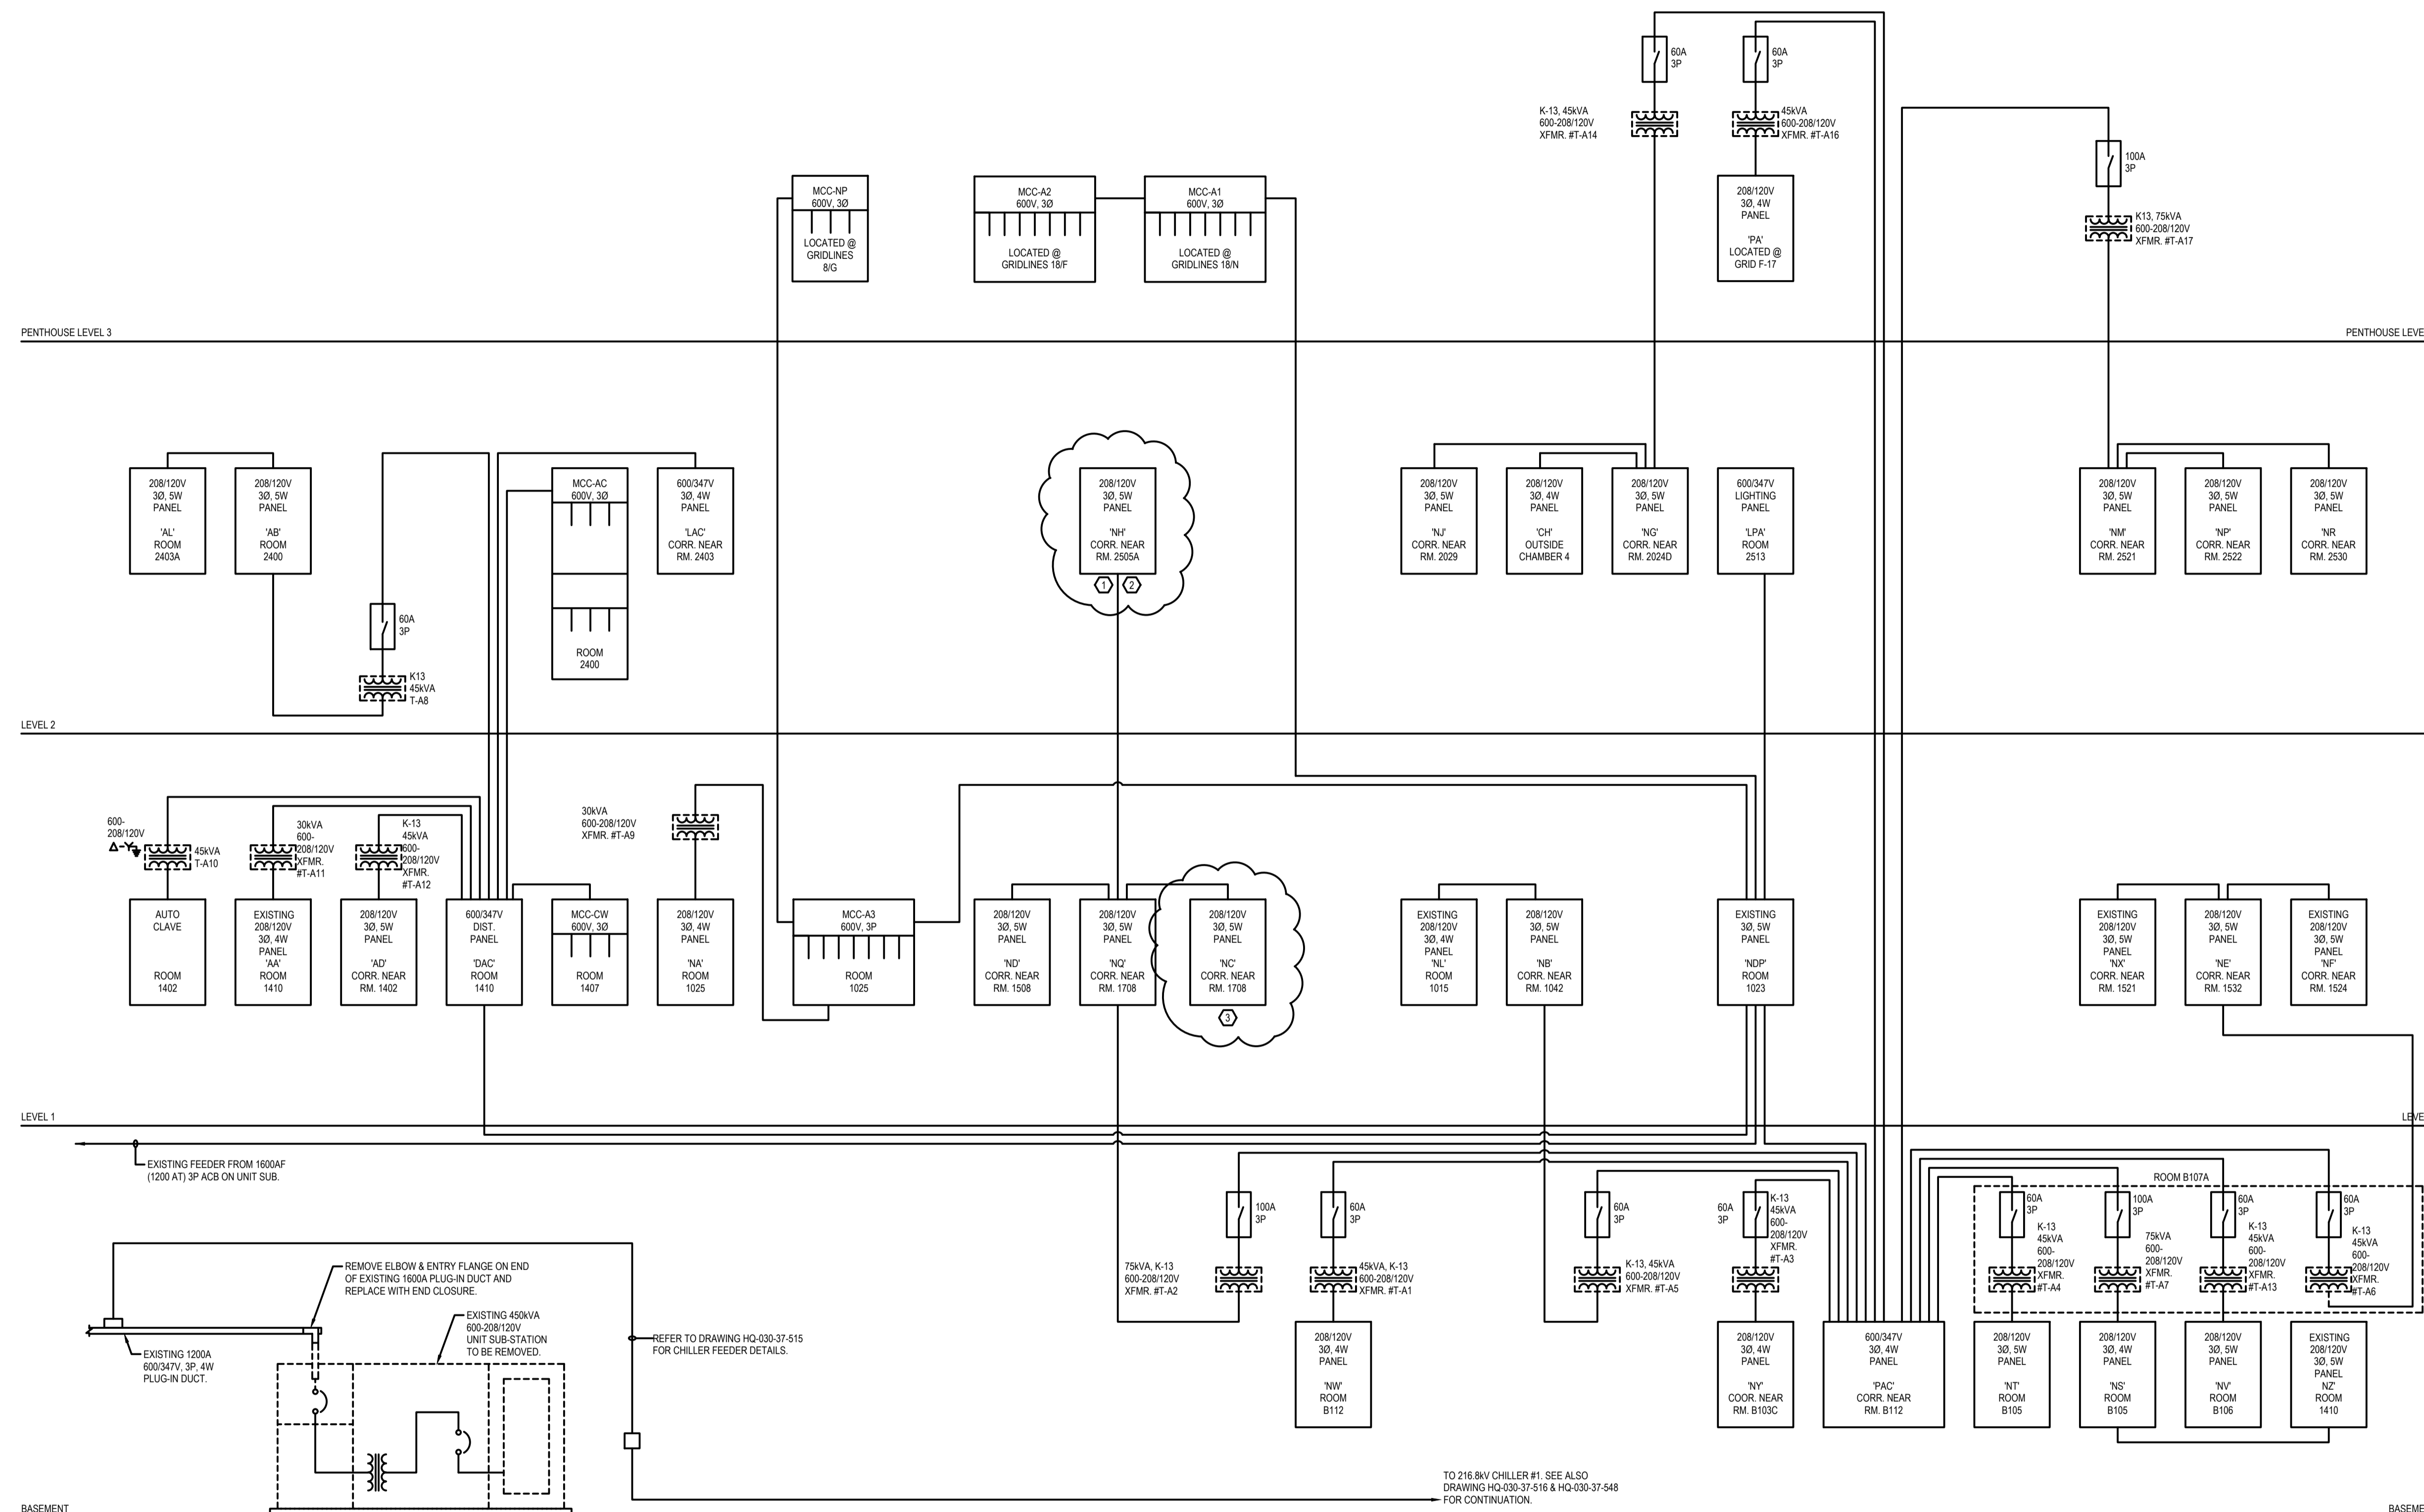 60A
3P
60A
3P
K-13, 45kVA
600-208/120V
XFMR. #T-A14
45kVA
600-208/120V
XFMR. #T-A16
100A
3P
K13, 75kVA
600-208/120V
XFMR. #T-A17
MCC-NP
600V, 3Ø
LOCATED @
GRIDLINES
8/G
MCC-A2
600V, 3Ø
LOCATED @
GRIDLINES 18/F
MCC-A1
600V, 3Ø
LOCATED @
GRIDLINES 18/N
208/120V
3Ø, 4W
PANEL
'PA'
LOCATED @
GRID F-17
PENTHOUSE LEVEL 3
PENTHOUSE LEVE
208/120V
3Ø, 5W
PANEL
'AL'
ROOM
2403A
208/120V
3Ø, 5W
PANEL
'AB'
ROOM
2400
60A
3P
K13
45kVA
T-A8
MCC-AC
600V, 3Ø
ROOM
2400
600/347V
3Ø, 4W
PANEL
'LAC'
CORR. NEAR
RM. 2403
208/120V
3Ø, 5W
PANEL
'NH'
CORR. NEAR
RM. 2505A
1
2
208/120V
3Ø, 5W
PANEL
'NJ'
CORR. NEAR
RM. 2029
208/120V
3Ø, 4W
PANEL
'CH'
OUTSIDE
CHAMBER 4
208/120V
3Ø, 5W
PANEL
'NG'
CORR. NEAR
RM. 2024D
600/347V
LIGHTING
PANEL
'LPA'
ROOM
2513
208/120V
3Ø, 5W
PANEL
'NM'
CORR. NEAR
RM. 2521
208/120V
3Ø, 5W
PANEL
'NP'
CORR. NEAR
RM. 2522
208/120V
3Ø, 5W
PANEL
'NR
CORR. NEAR
RM. 2530
LEVEL 2
600-
208/120V
Δ-Y
45kVA
T-A10
30kVA
600-
208/120V
XFMR.
#T-A11
K-13
45kVA
600-
208/120V
XFMR.
#T-A12
30kVA
600-208/120V
XFMR. #T-A9
AUTO
CLAVE
ROOM
1402
EXISTING
208/120V
3Ø, 4W
PANEL
'AA'
ROOM
1410
208/120V
3Ø, 5W
PANEL
'AD'
CORR. NEAR
RM. 1402
600/347V
DIST.
PANEL
'DAC'
ROOM
1410
MCC-CW
600V, 3Ø
ROOM
1407
208/120V
3Ø, 4W
PANEL
'NA'
ROOM
1025
MCC-A3
600V, 3P
ROOM
1025
208/120V
3Ø, 5W
PANEL
'ND'
CORR. NEAR
RM. 1508
208/120V
3Ø, 5W
PANEL
'NQ'
CORR. NEAR
RM. 1708
208/120V
3Ø, 5W
PANEL
'NC'
CORR. NEAR
RM. 1708
3
EXISTING
208/120V
3Ø, 4W
PANEL
'NL'
ROOM
1015
208/120V
3Ø, 5W
PANEL
'NB'
CORR. NEAR
RM. 1042
EXISTING
3Ø, 5W
PANEL
'NDP'
ROOM
1023
EXISTING
208/120V
3Ø, 5W
PANEL
'NX'
CORR. NEAR
RM. 1521
208/120V
3Ø, 5W
PANEL
'NE'
CORR. NEAR
RM. 1532
EXISTING
208/120V
3Ø, 5W
PANEL
'NF'
CORR. NEAR
RM. 1524
LEVEL 1
LEVE
EXISTING FEEDER FROM 1600AF
(1200 AT) 3P ACB ON UNIT SUB.
REMOVE ELBOW & ENTRY FLANGE ON END
OF EXISTING 1600A PLUG-IN DUCT AND
REPLACE WITH END CLOSURE.
EXISTING 450kVA
600-208/120V
UNIT SUB-STATION
TO BE REMOVED.
EXISTING 1200A
600/347V, 3P, 4W
PLUG-IN DUCT.
REFER TO DRAWING HQ-030-37-515
FOR CHILLER FEEDER DETAILS.
100A
3P
75kVA, K-13
600-208/120V
XFMR. #T-A2
60A
3P
45kVA, K-13
600-208/120V
XFMR. #T-A1
208/120V
3Ø, 4W
PANEL
'NW'
ROOM
B112
60A
3P
K-13, 45kVA
600-208/120V
XFMR. #T-A5
60A
3P
K-13
45kVA
600-
208/120V
XFMR.
#T-A3
208/120V
3Ø, 4W
PANEL
'NY'
COOR. NEAR
RM. B103C
600/347V
3Ø, 4W
PANEL
'PAC'
CORR. NEAR
RM. B112
ROOM B107A
60A
3P
K-13
45kVA
600-
208/120V
XFMR.
#T-A4
100A
3P
75kVA
600-
208/120V
XFMR.
#T-A7
60A
3P
K-13
45kVA
600-
208/120V
XFMR.
#T-A13
60A
3P
K-13
45kVA
600-
208/120V
XFMR.
#T-A6
208/120V
3Ø, 5W
PANEL
'NT'
ROOM
B105
208/120V
3Ø, 4W
PANEL
'NS'
ROOM
B105
208/120V
3Ø, 5W
PANEL
'NV'
ROOM
B106
EXISTING
208/120V
3Ø, 5W
PANEL
NZ'
ROOM
1410
TO 216.8kV CHILLER #1. SEE ALSO
DRAWING HQ-030-37-516 & HQ-030-37-548
FOR CONTINUATION.
BASEMENT
BASEME